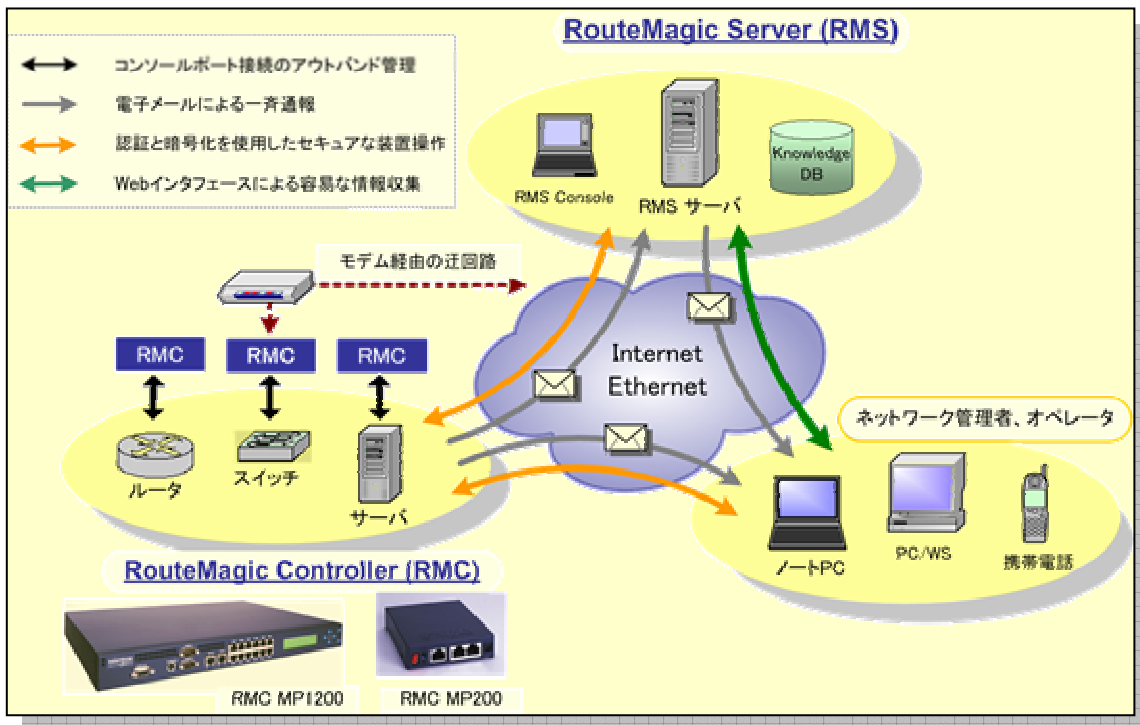 RouteMagic Server (RMS)
コンソールポート接続のアウトバンド管理
電子メールによる一斉通報
認証と暗号化を使用したセキュアな装置操作
Webインタフェースによる容易な情報収集
RMS Console
RMS サーバ
Knowledge
DB
モデム経由の迂回路
RMC
RMC
RMC
Internet
Ethernet
ネットワーク管理者、オペレータ
ルータ
スイッチ
サーバ
ノートPC
PC/WS
携帯電話
RouteMagic Controller (RMC)
RMC MP1200
RMC MP200